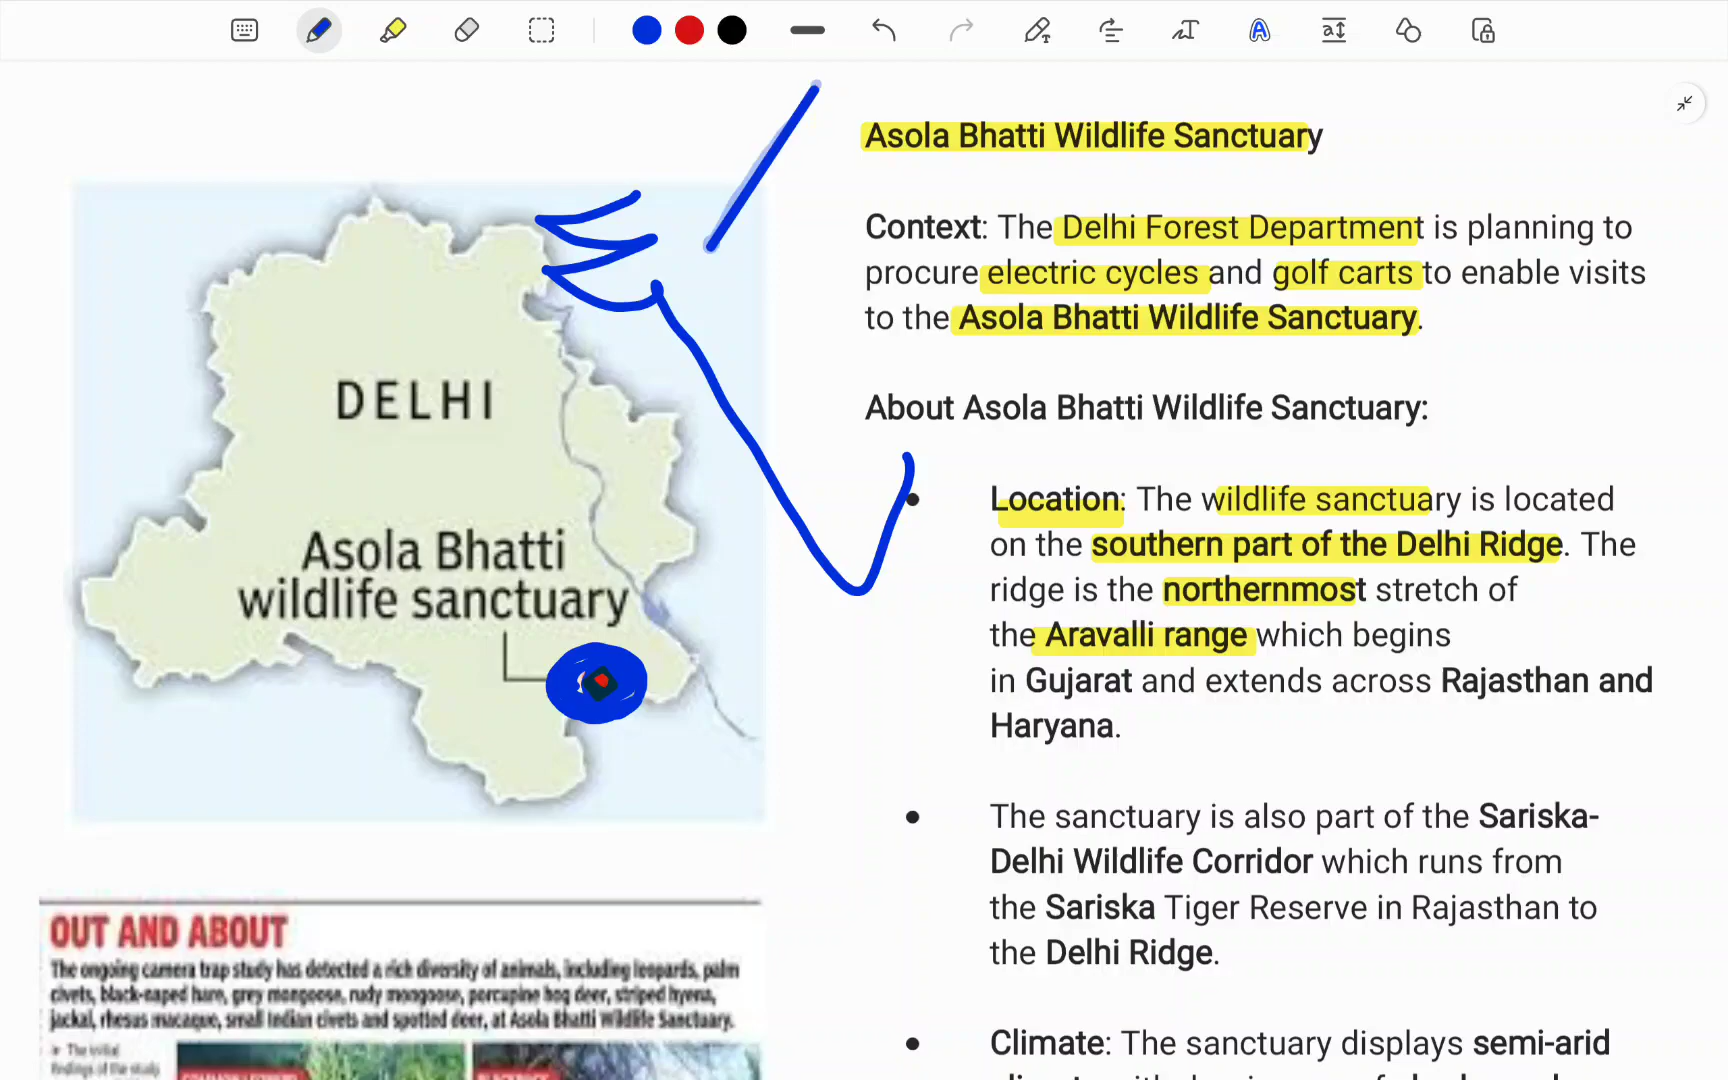 DELHI
Asola Bhatti
wildlife sanctuary
OUT AND ABOUT
The ongoing camera trap study has detected a rich diversity of animals, including leopards, palm
civets, black-naped hare, grey mongoose, rudy mongoose, porcupine hog deer, striped hyena,
jackal, rhesus macaque, small Indian civets and spotted deer, at Asola Bhatti Wildlife Sanctuary.
The initial
findings of the study
Asola Bhatti Wildlife Sanctuary
Context: The Delhi Forest Department is planning to
procure electric cycles and golf carts to enable visits
to the Asola Bhatti Wildlife Sanctuary.
About Asola Bhatti Wildlife Sanctuary:
• Location: The wildlife sanctuary is located
on the southern part of the Delhi Ridge. The
ridge is the northernmost stretch of
the Aravalli range which begins
in Gujarat and extends across Rajasthan and
Haryana.
• The sanctuary is also part of the Sariska-
Delhi Wildlife Corridor which runs from
the Sariska Tiger Reserve in Rajasthan to
the Delhi Ridge.
• Climate: The sanctuary displays semi-arid